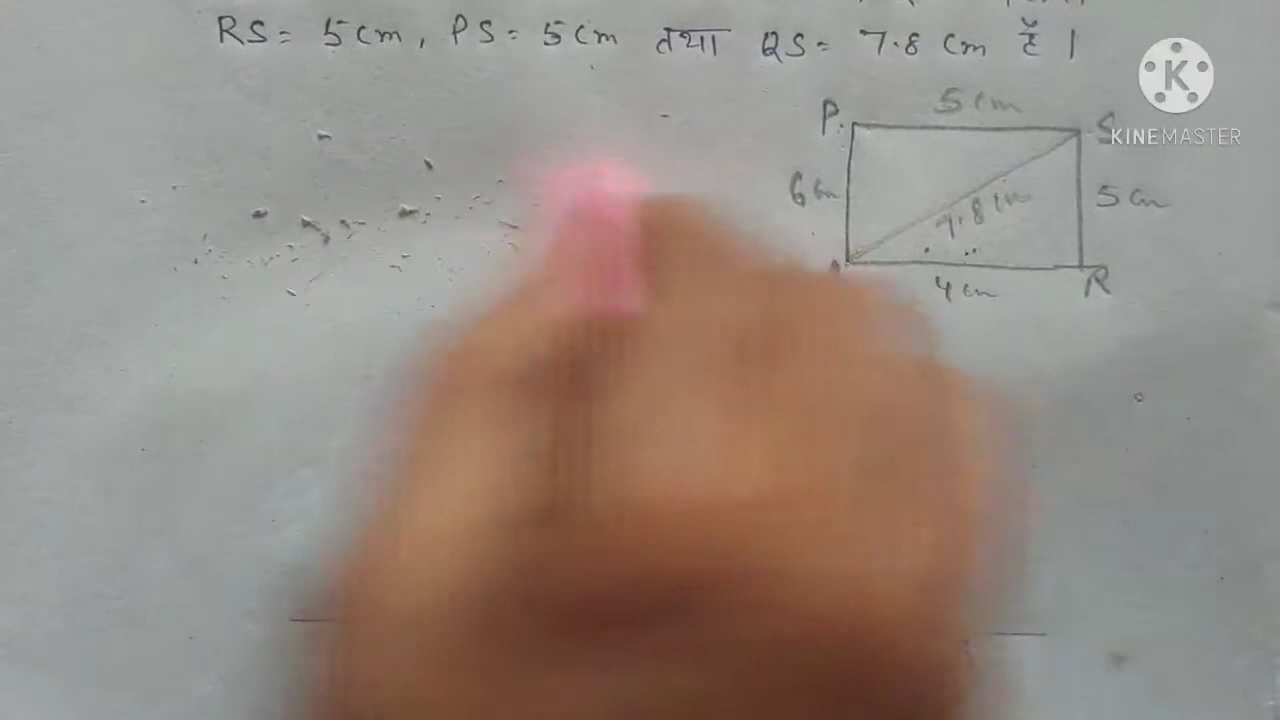 RS = 5 cm, PS = 5 cm तथा QS = 7.8 cm है ।
K
KINEMASTER
5 cm
P
S
6 cm
7.8 cm
5 cm
4 cm
R